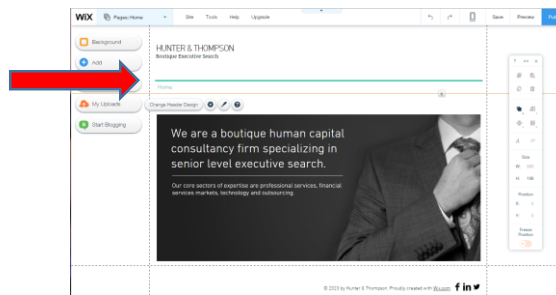 WiX Pages: Home Site Tools Help Upgrade Save Preview
Background
HUNTER & THOMPSON
Boutique Executive Search
Add
Home
My Uploads
Change Header Design
Start Blogging
We are a boutique human capital
consultancy firm specializing in
senior level executive search.
Our core sectors of expertise are professional services, financial
services markets, technology and outsourcing.
Size
W:
H:
Position
X:
Y:
Freeze
Position
© 2023 by Hunter & Thompson. Proudly created with Wix.com